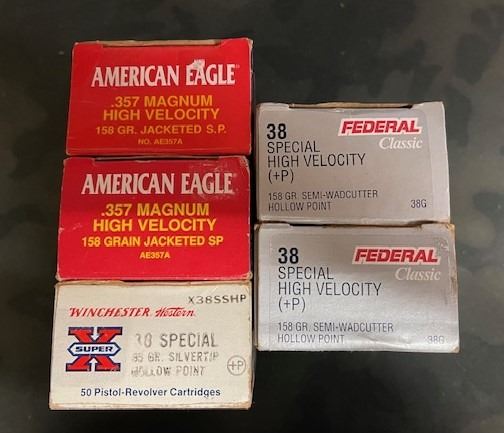 AMERICAN EAGLE®
.357 MAGNUM
HIGH VELOCITY
158 GR. JACKETED S.P.
NO. AE357A
AMERICAN EAGLE®
.357 MAGNUM
HIGH VELOCITY
158 GRAIN JACKETED SP
AE357A
X38SSHP
WINCHESTER Western
SUPER X
38 SPECIAL
95 GR. SILVERTIP
HOLLOW POINT
+P
50 Pistol-Revolver Cartridges
38 FEDERAL
SPECIAL Classic
HIGH VELOCITY
(+P)
158 GR. SEMI-WADCUTTER
HOLLOW POINT 38G
38 FEDERAL
SPECIAL Classic
HIGH VELOCITY
(+P)
158 GR. SEMI-WADCUTTER
HOLLOW POINT 38G